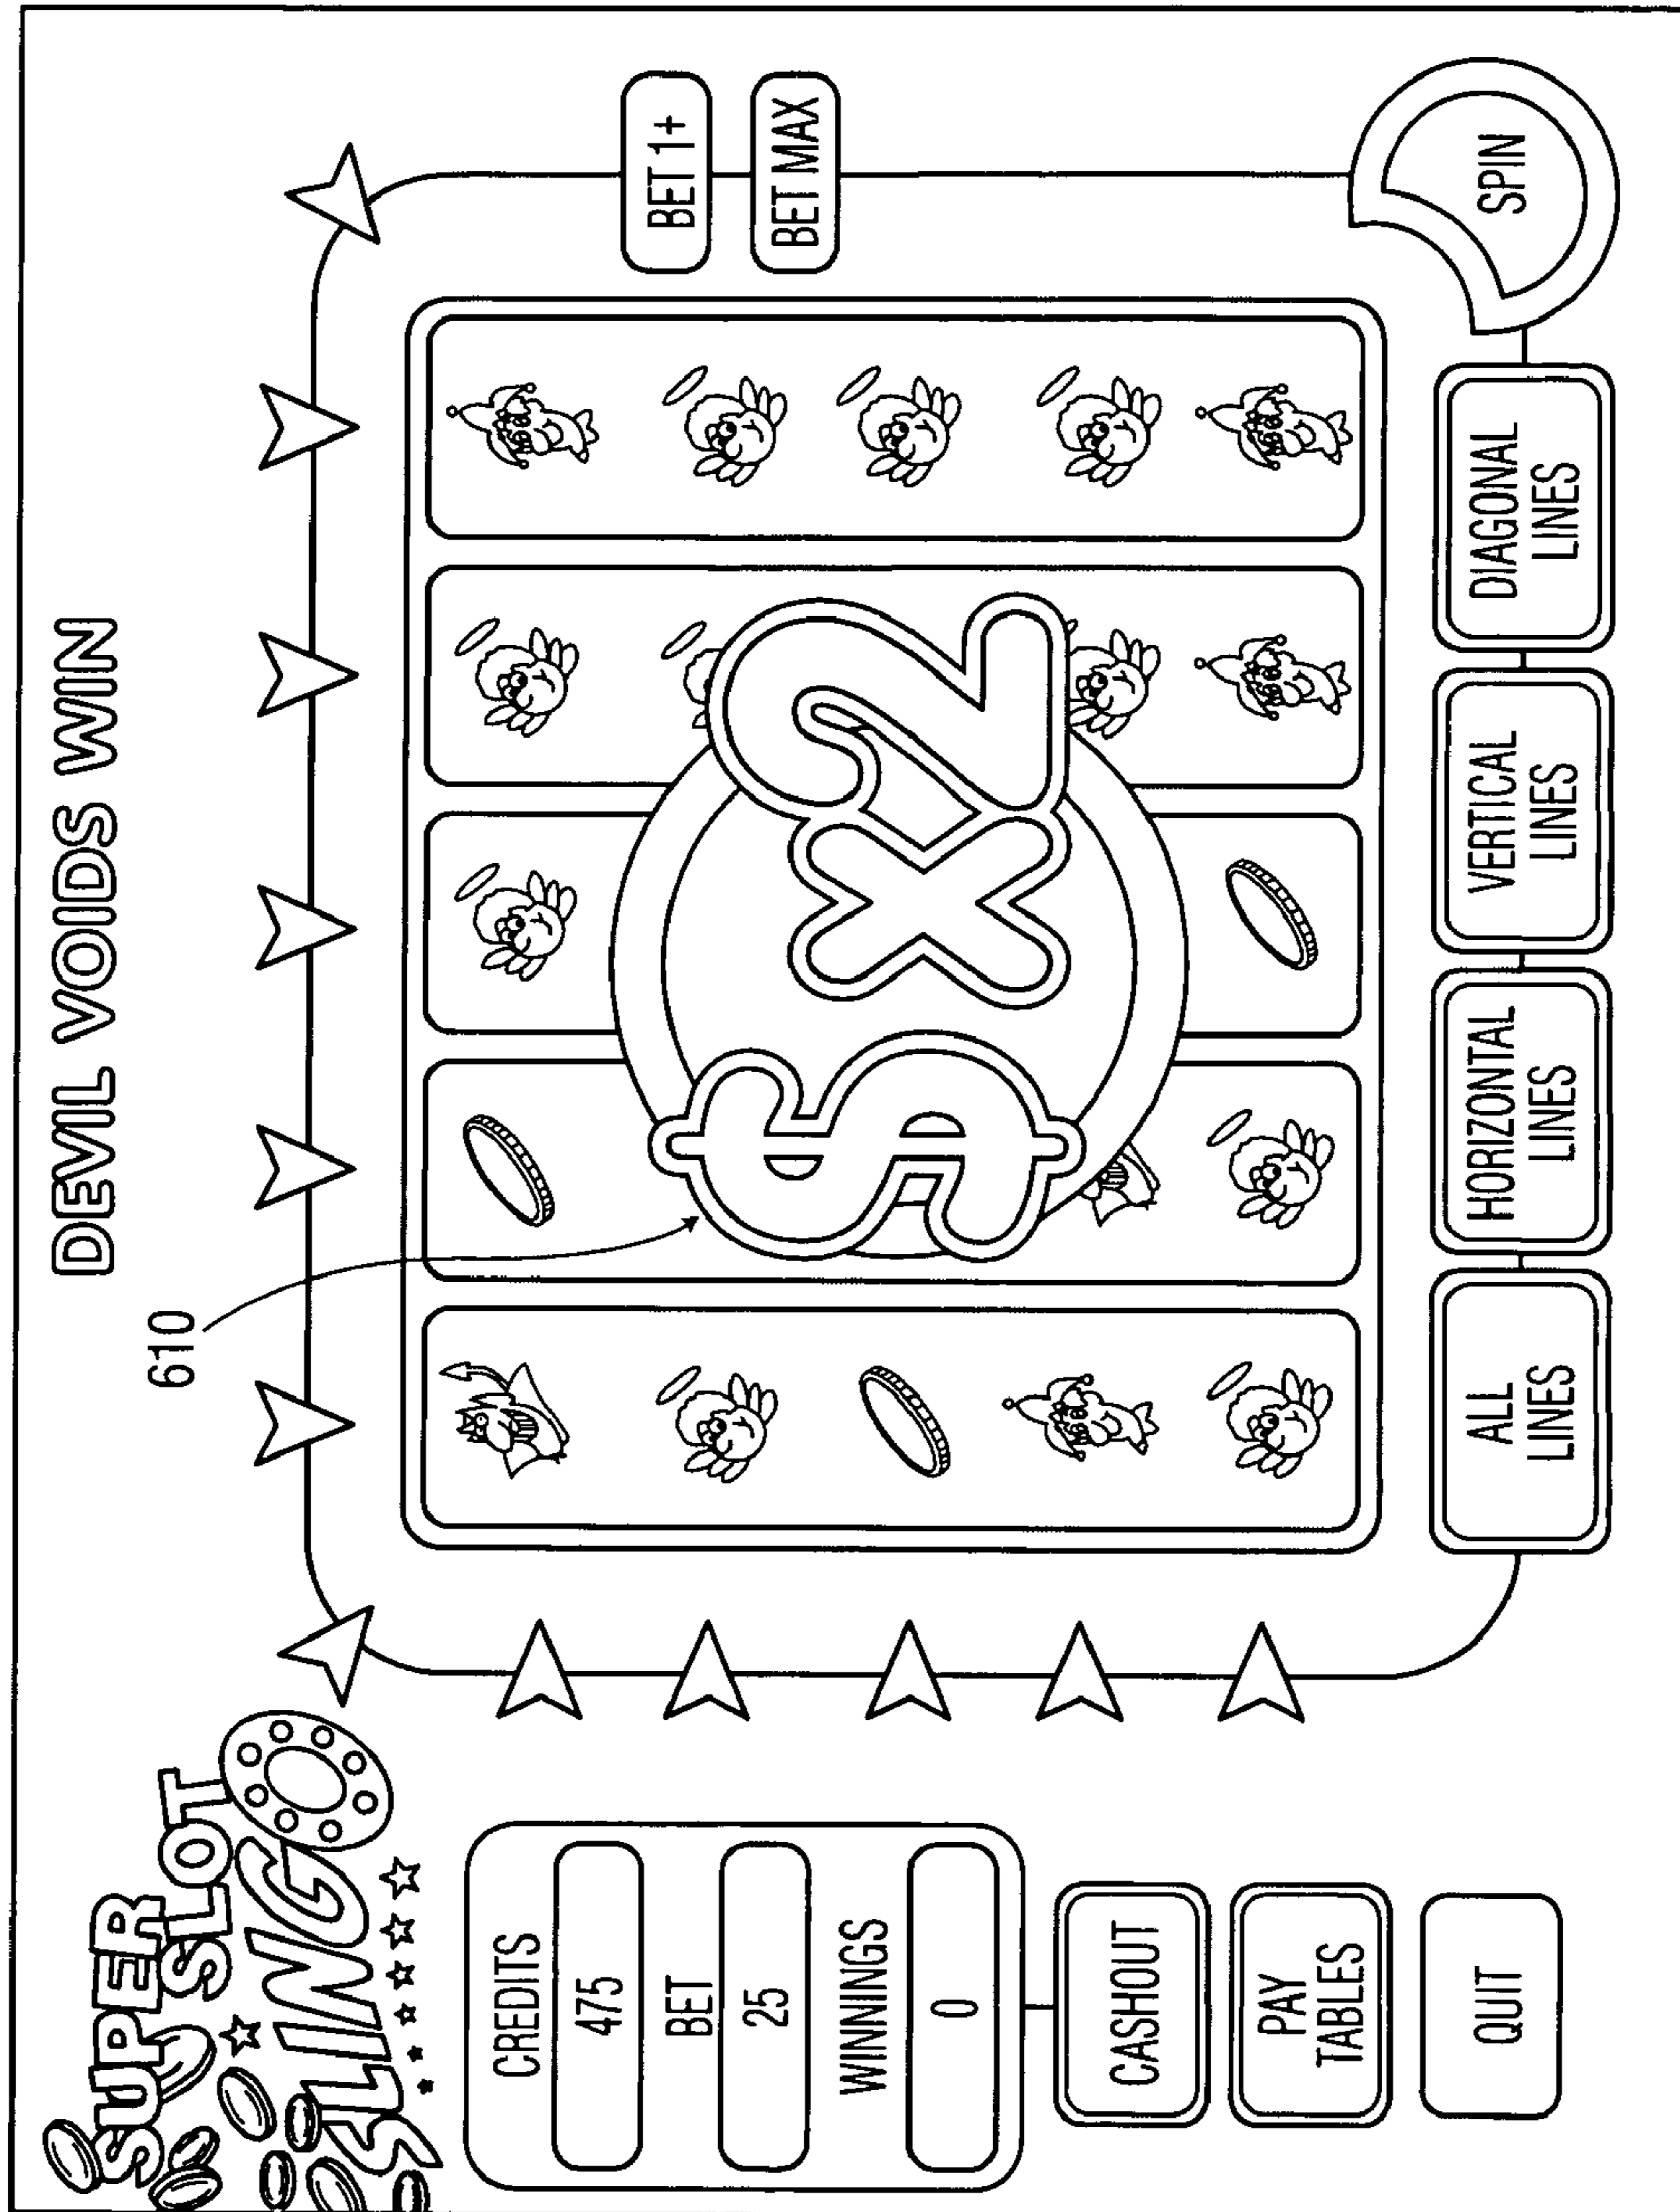 SUPER
SLOT
SLINGO
DEVIL VOIDS WIN
610
CREDITS
475
BET
25
WINNINGS
0
CASHOUT
PAY
TABLES
QUIT
$x2
BET 1+
BET MAX
ALL
LINES
HORIZONTAL
LINES
VERTICAL
LINES
DIAGONAL
LINES
SPIN